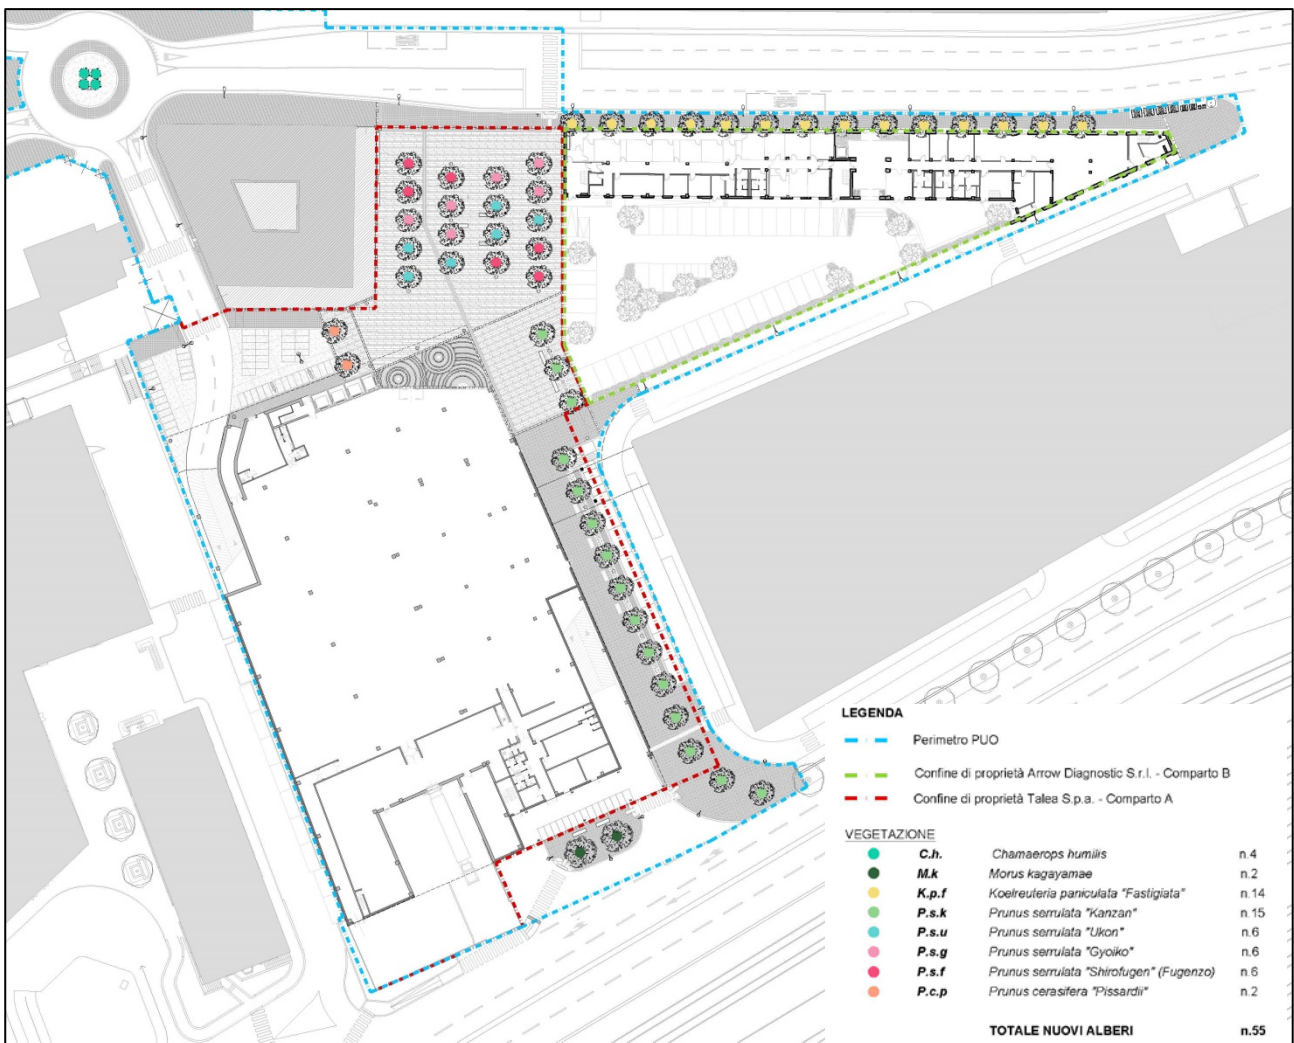 LEGENDA
Perimetro PUO
Confine di proprietà Arrow Diagnostic S.r.l. - Comparto B
Confine di proprietà Talea S.p.a. - Comparto A
VEGETAZIONE
C.h. Chamaerops humilis n.4
M.k Morus kagayamae n.2
K.p.f Koelreuteria paniculata "Fastigiata" n.14
P.s.k Prunus serrulata "Kanzan" n.15
P.s.u Prunus serrulata "Ukon" n.6
P.s.g Prunus serrulata "Gyoiko" n.6
P.s.f Prunus serrulata "Shirofugen" (Fugenzo) n.6
P.c.p Prunus cerasifera "Pissardii" n.2
TOTALE NUOVI ALBERI n.55